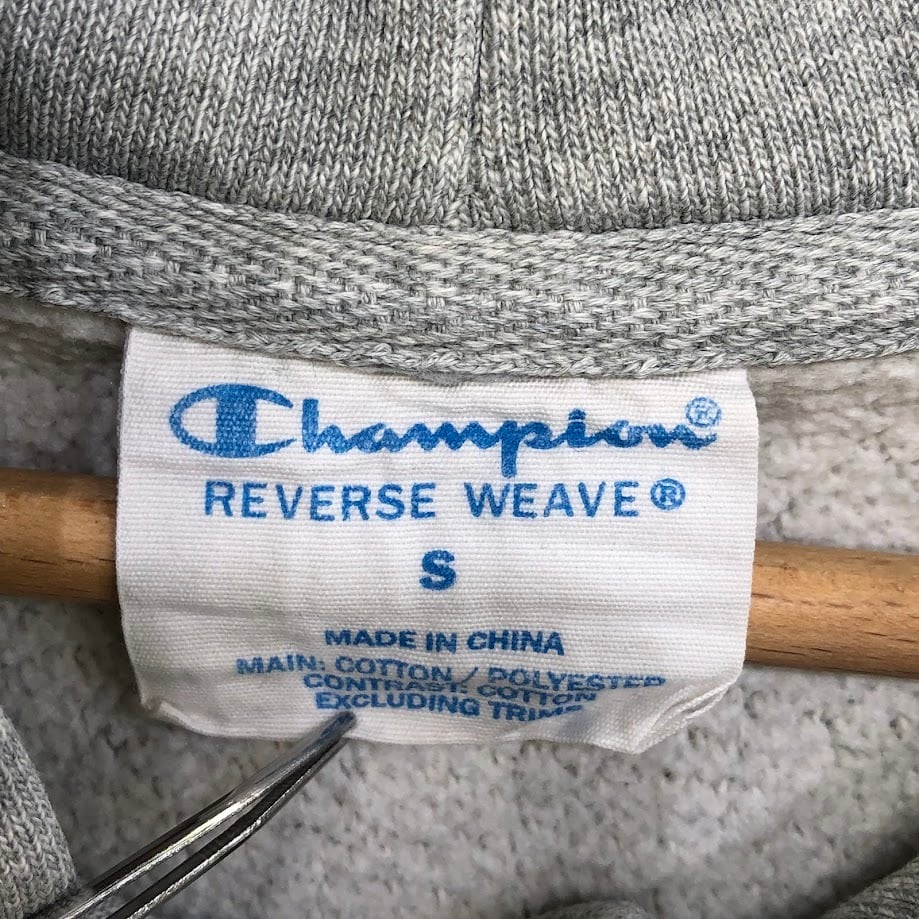 Champion®
REVERSE WEAVE®
S
MADE IN CHINA
MAIN: COTTON / POLYESTER
CONTRAST: COTTON
EXCLUDING TRIMS